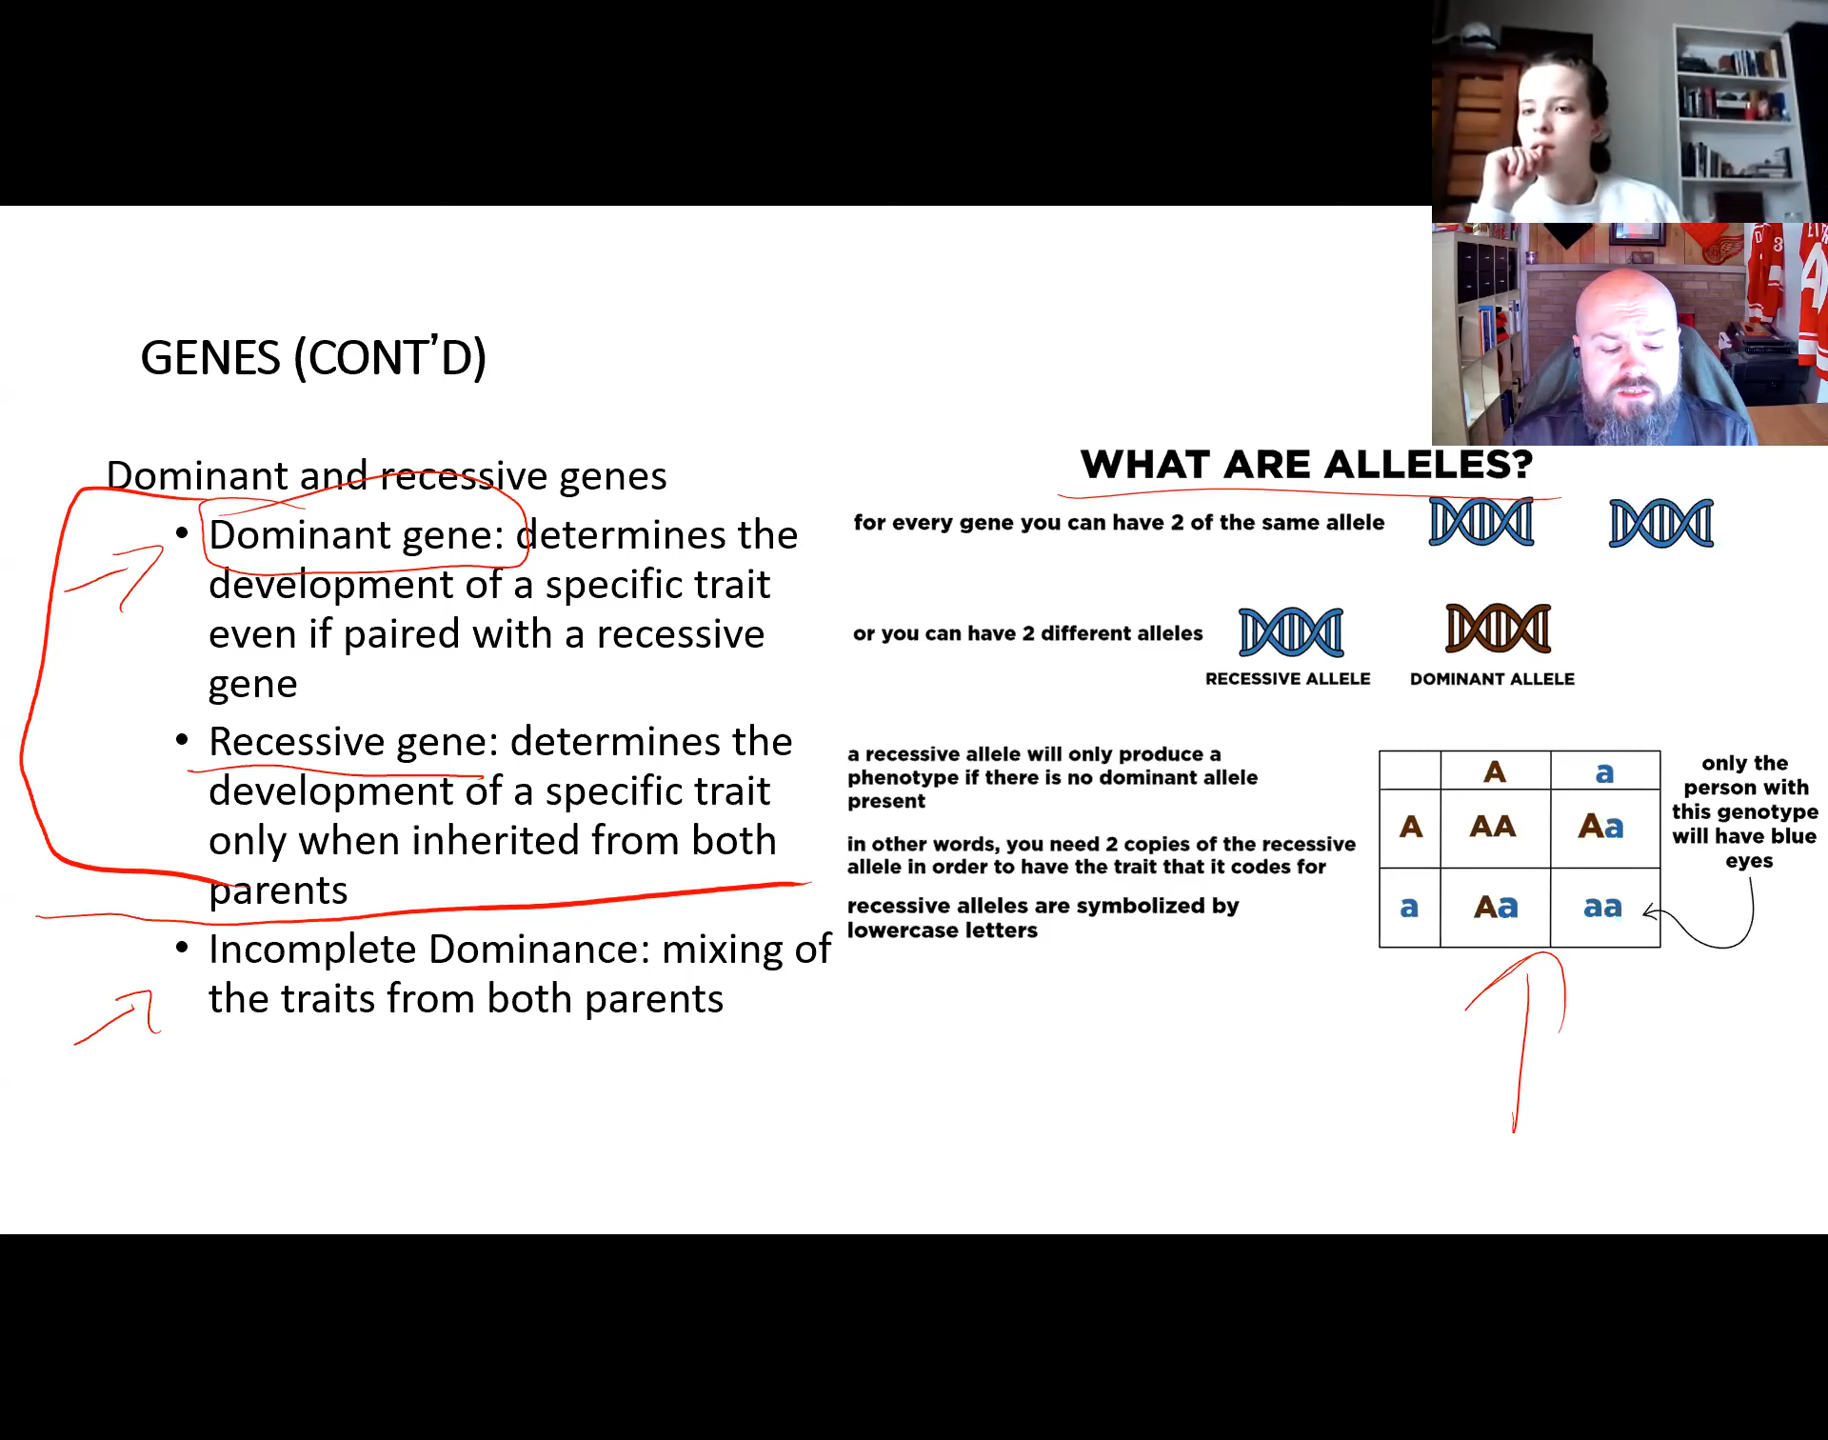 GENES (CONT’D)
Dominant and recessive genes
• Dominant gene: determines the
development of a specific trait
even if paired with a recessive
gene
• Recessive gene: determines the
development of a specific trait
only when inherited from both
parents
• Incomplete Dominance: mixing of
the traits from both parents
WHAT ARE ALLELES?
for every gene you can have 2 of the same allele
or you can have 2 different alleles
RECESSIVE ALLELE
DOMINANT ALLELE
a recessive allele will only produce a
phenotype if there is no dominant allele
present
in other words, you need 2 copies of the recessive
allele in order to have the trait that it codes for
recessive alleles are symbolized by
lowercase letters
A a
A AA Aa
a Aa aa
only the
person with
this genotype
will have blue
eyes